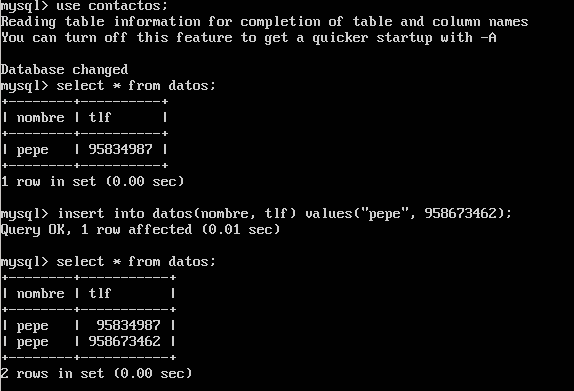 mysql> use contactos;
Reading table information for completion of table and column names
You can turn off this feature to get a quicker startup with -A

Database changed
mysql> select * from datos;
+--------+----------+
| nombre | tlf      |
+--------+----------+
| pepe   | 95834987 |
+--------+----------+
1 row in set (0.00 sec)

mysql> insert into datos(nombre, tlf) values("pepe", 958673462);
Query OK, 1 row affected (0.01 sec)

mysql> select * from datos;
+--------+-----------+
| nombre | tlf       |
+--------+-----------+
| pepe   |  95834987 |
| pepe   | 958673462 |
+--------+-----------+
2 rows in set (0.00 sec)